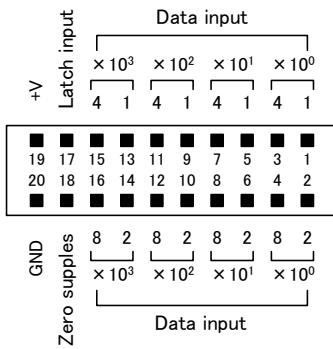 Data input
+V Latch input × 10³ × 10² × 10¹ × 10⁰
4 1 4 1 4 1 4 1
19 17 15 13 11 9 7 5 3 1
20 18 16 14 12 10 8 6 4 2
8 2 8 2 8 2 8 2
GND Zero supples × 10³ × 10² × 10¹ × 10⁰
Data input